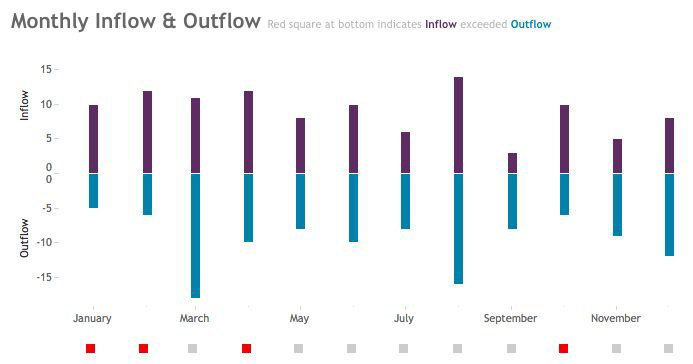 Monthly Inflow & Outflow Red square at bottom indicates Inflow exceeded Outflow
15
10
5
0
Inflow
0
-5
-10
-15
Outflow
January March May July September November